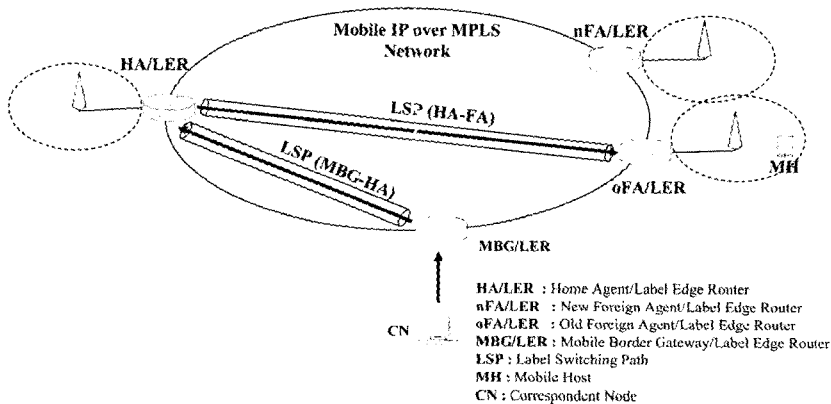 Mobile IP over MPLS
Network
nFA/LER
HA/LER
LSP (HA-FA)
LSP (MBG-HA)
MH
oFA/LER
MBG/LER
CN
HA/LER : Home Agent/Label Edge Router
nFA/LER : New Foreign Agent/Label Edge Router
oFA/LER : Old Foreign Agent/Label Edge Router
MBG/LER : Mobile Border Gateway/Label Edge Router
LSP : Label Switching Path
MH : Mobile Host
CN : Correspondent Node